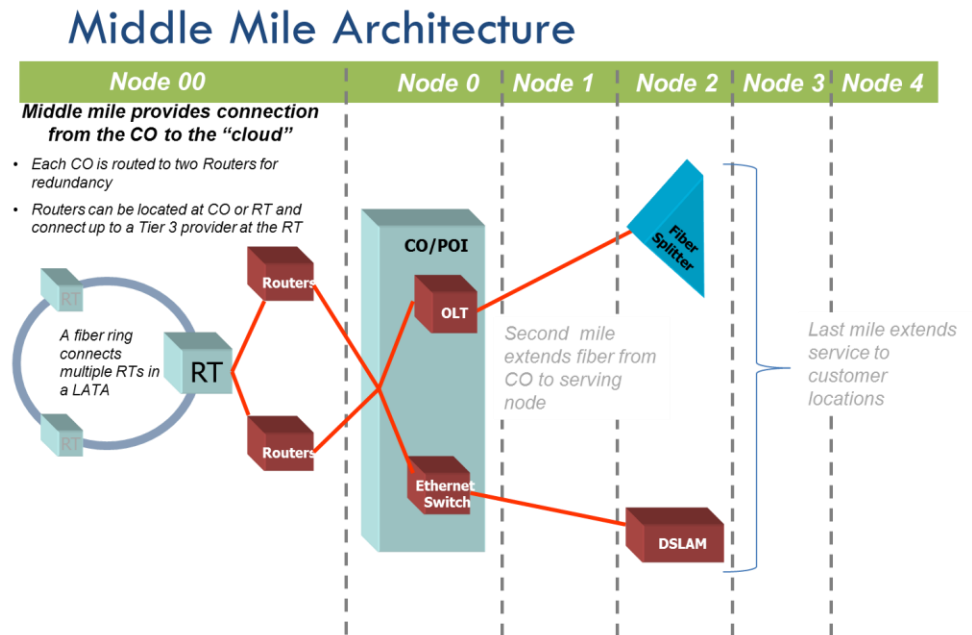 Middle Mile Architecture
Node 00
Node 0
Node 1
Node 2
Node 3
Node 4
Middle mile provides connection
from the CO to the “cloud”
• Each CO is routed to two Routers for
redundancy
• Routers can be located at CO or RT and
connect up to a Tier 3 provider at the RT
RT
A fiber ring
connects
multiple RTs in
a LATA
RT
RT
Routers
Routers
CO/POI
OLT
Ethernet
Switch
Second mile
extends fiber from
CO to serving
node
Fiber
Splitter
DSLAM
Last mile extends
service to
customer
locations